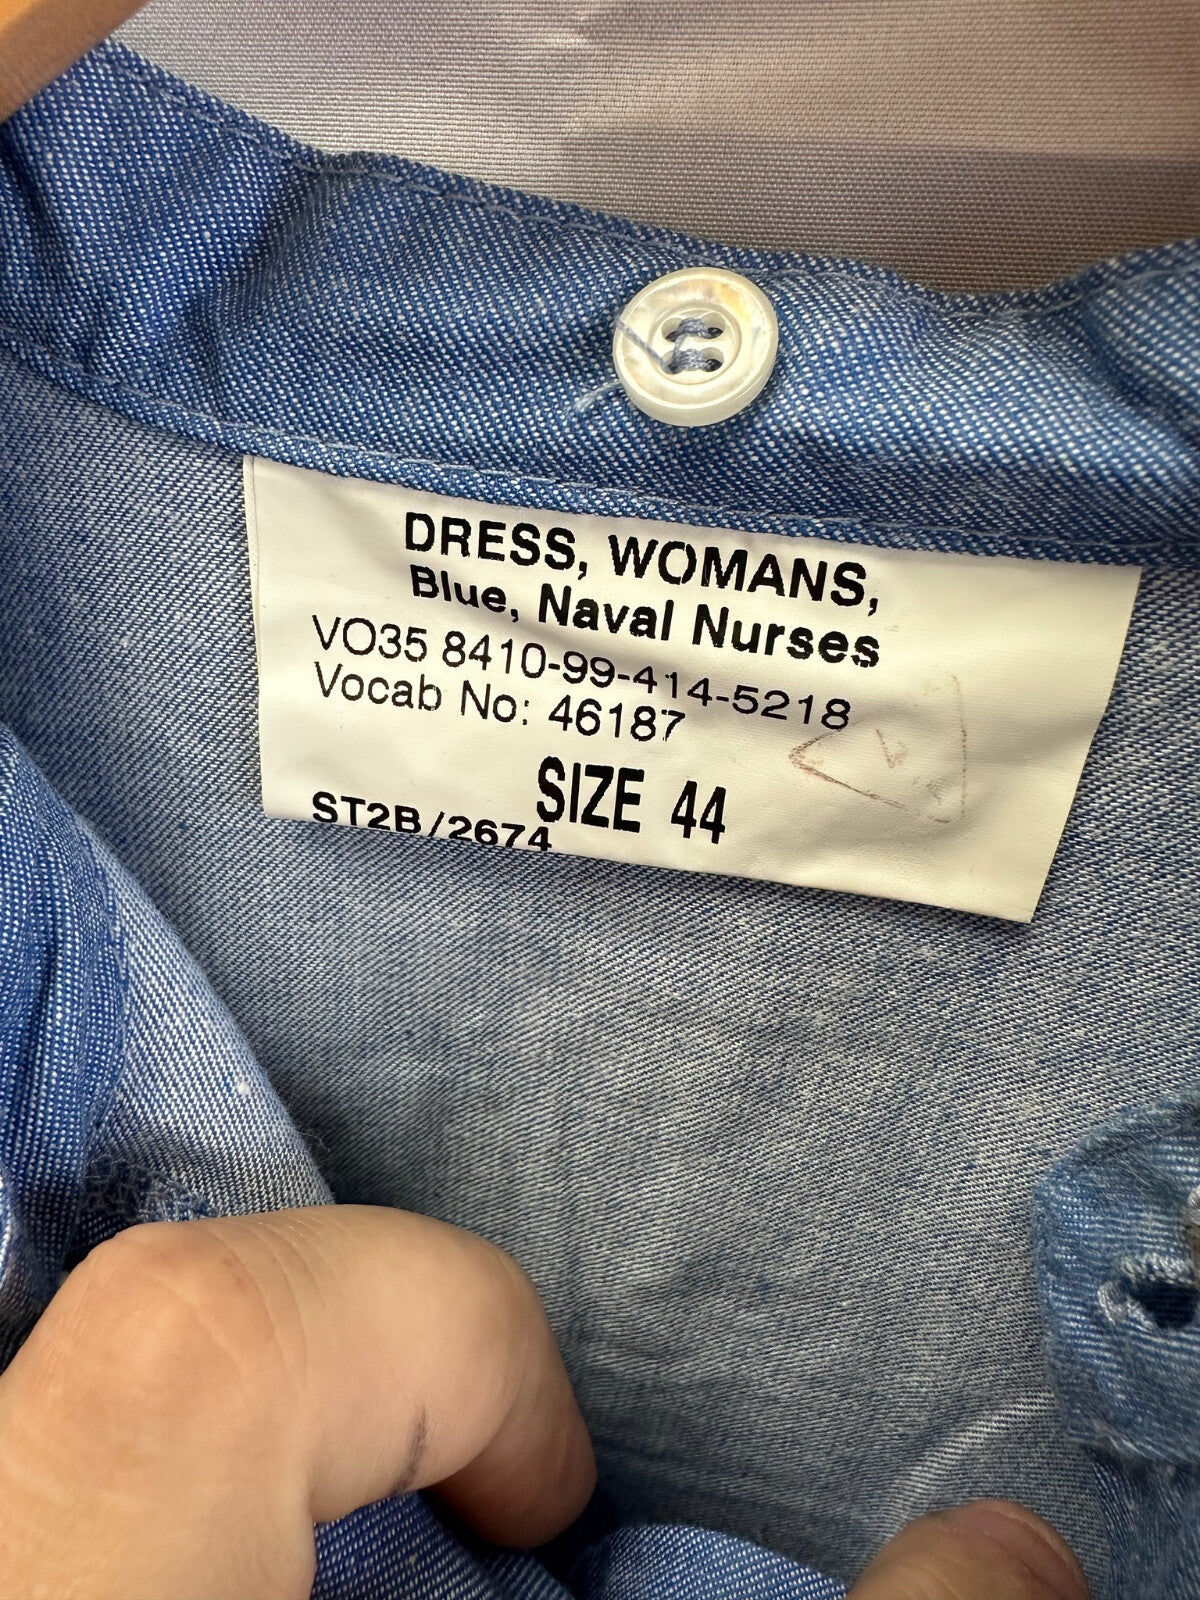 DRESS, WOMANS,
Blue, Naval Nurses
VO35 8410-99-414-5218
Vocab No: 46187
SIZE 44
ST2B/2674